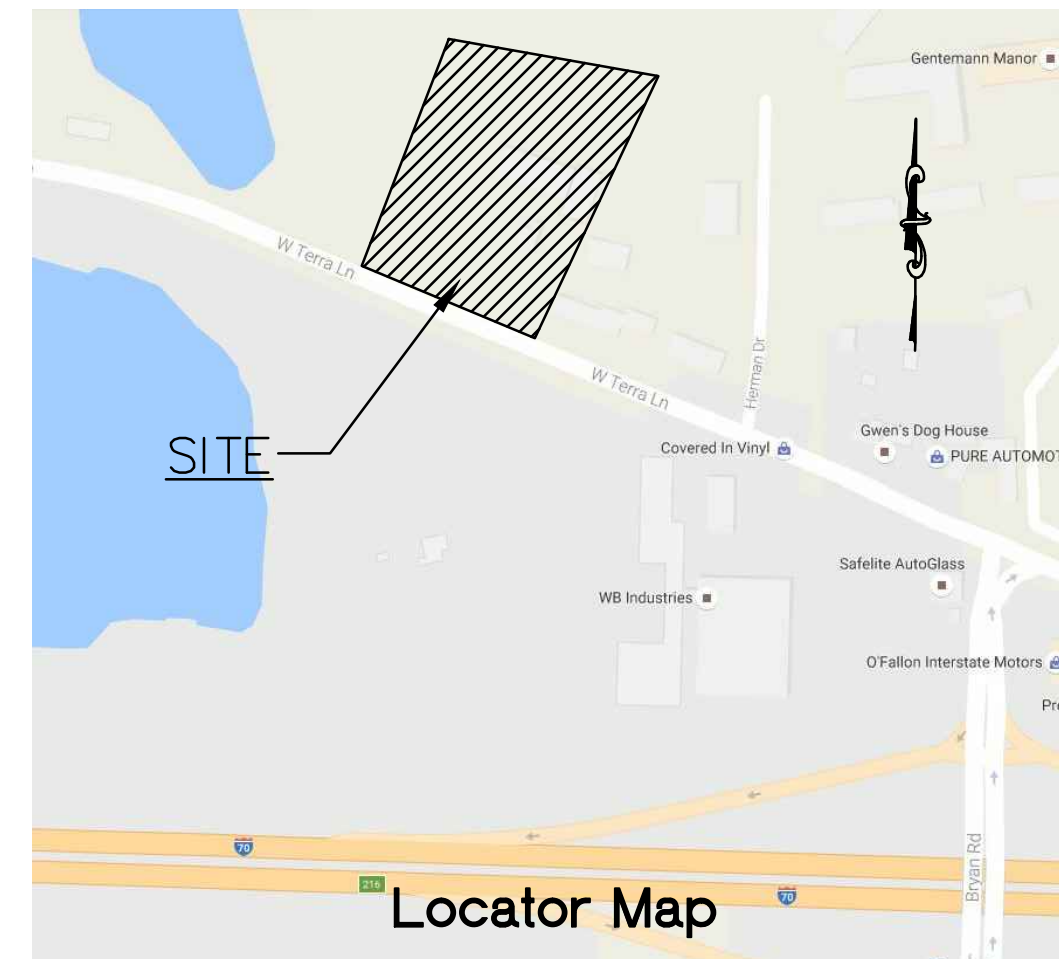 Gentemann Manor
W Terra Ln
W Terra Ln
Herman Dr
SITE
Covered In Vinyl
Gwen's Dog House
PURE AUTOMOT
Safelite AutoGlass
WB Industries
O'Fallon Interstate Motors
Pr
70
Bryan Rd
216
70
Locator Map